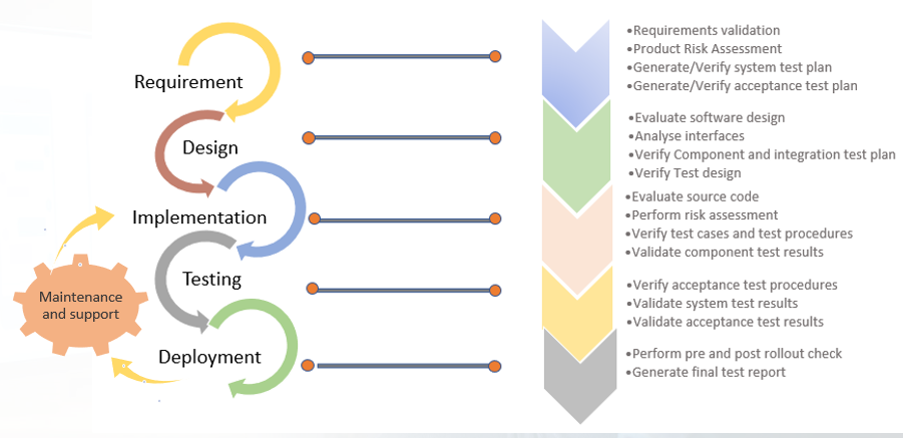 Requirement
Design
Implementation
Testing
Deployment
Maintenance
and support
•Requirements validation
•Product Risk Assessment
•Generate/Verify system test plan
•Generate/Verify acceptance test plan
•Evaluate software design
•Analyse interfaces
•Verify Component and integration test plan
•Verify Test design
•Evaluate source code
•Perform risk assessment
•Verify test cases and test procedures
•Validate component test results
•Verify acceptance test procedures
•Validate system test results
•Validate acceptance test results
•Perform pre and post rollout check
•Generate final test report